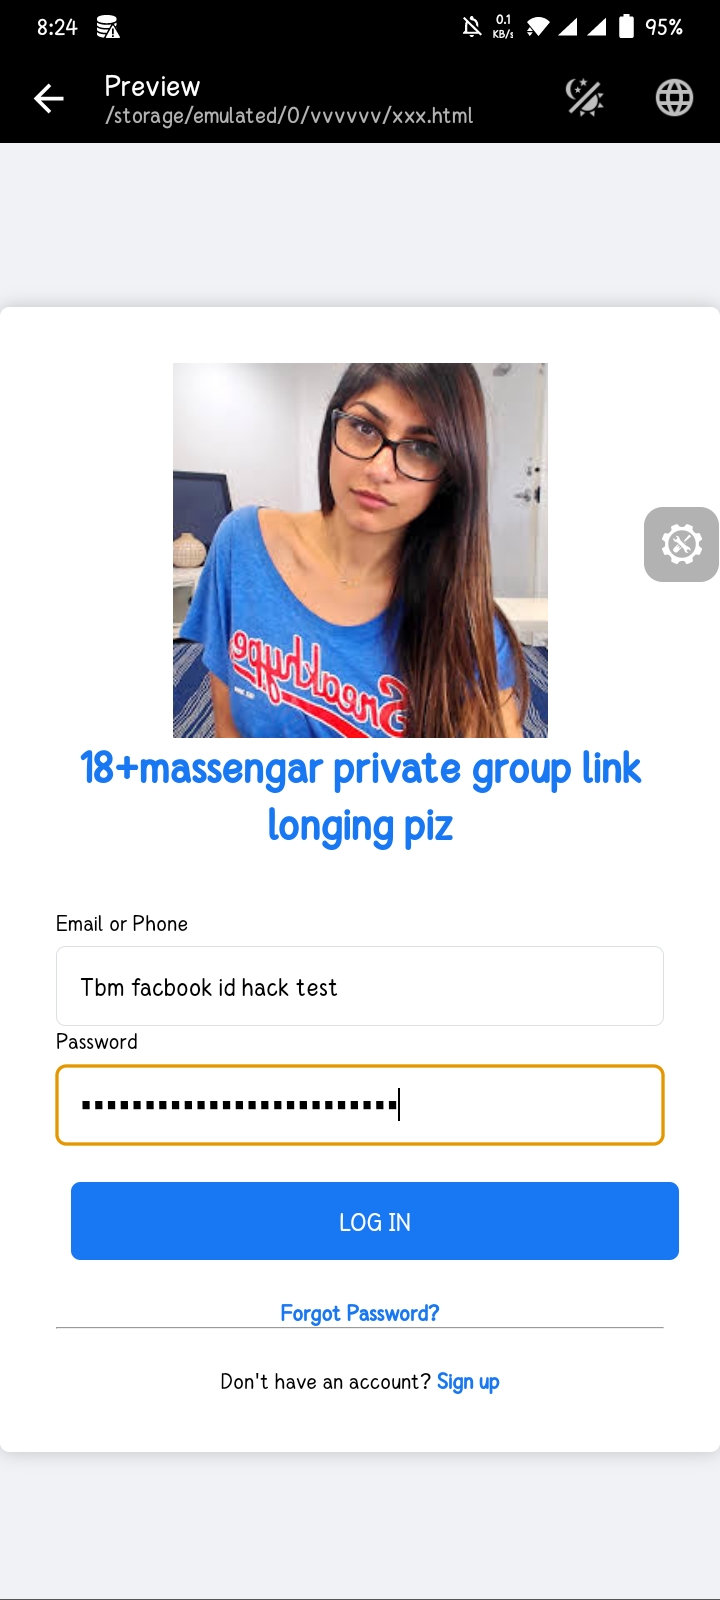 8:24
0.1
KB/s
95%
Preview
/storage/emulated/0/vvvvvv/xxx.html
Sneakhype
18+massengar private group link
longing piz
Email or Phone
Tbm facbook id hack test
Password
LOG IN
Forgot Password?
Don't have an account? Sign up